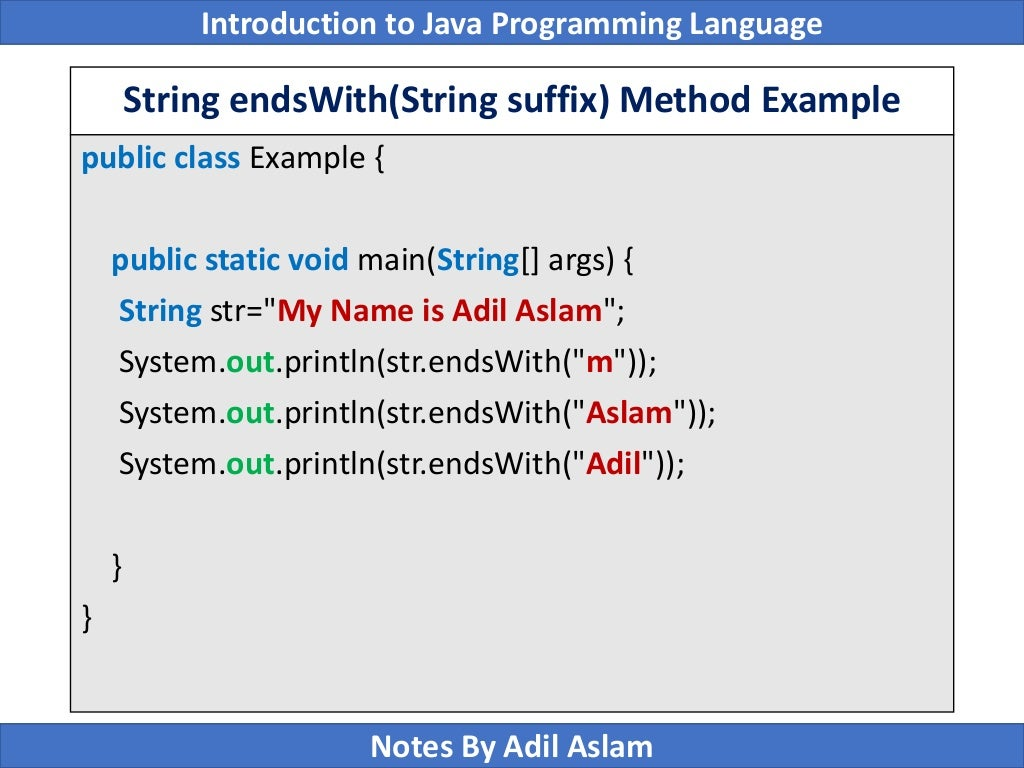 Introduction to Java Programming Language
String endsWith(String suffix) Method Example
public class Example {
public static void main(String[] args) {
String str="My Name is Adil Aslam";
System.out.println(str.endsWith("m"));
System.out.println(str.endsWith("Aslam"));
System.out.println(str.endsWith("Adil"));
}
}
Notes By Adil Aslam